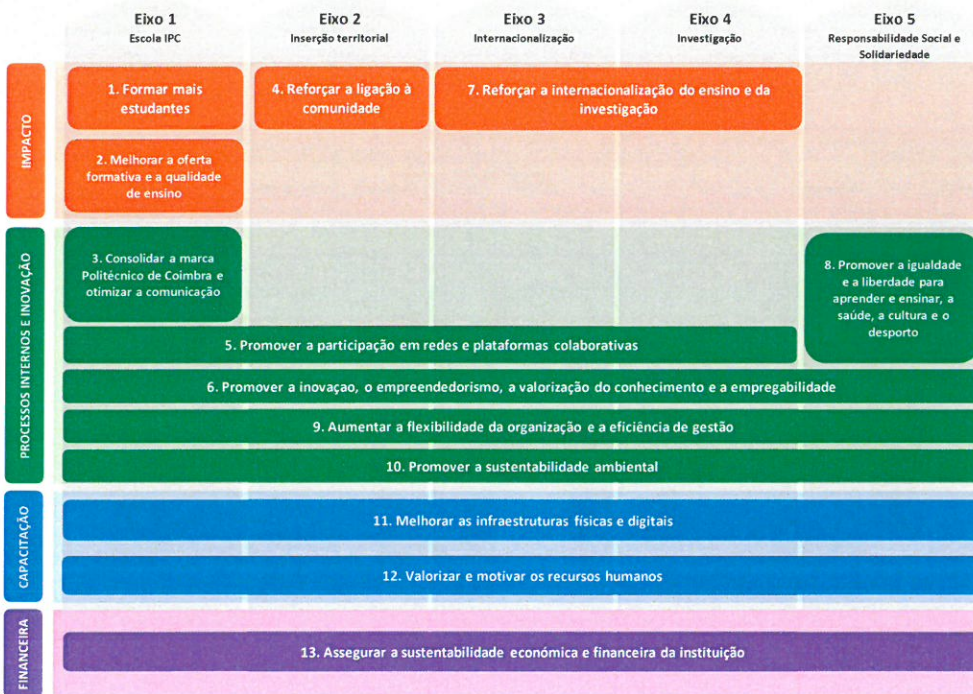 Eixo 1
Escola IPC
Eixo 2
Inserção territorial
Eixo 3
Internacionalização
Eixo 4
Investigação
Eixo 5
Responsabilidade Social e
Solidariedade
IMPACTO
1. Formar mais
estudantes
4. Reforçar a ligação à
comunidade
7. Reforçar a internacionalização do ensino e da
investigação
2. Melhorar a oferta
formativa e a qualidade
de ensino
PROCESSOS INTERNOS E INOVAÇÃO
3. Consolidar a marca
Politécnico de Coimbra e
otimizar a comunicação
8. Promover a igualdade
e a liberdade para
aprender e ensinar, a
saúde, a cultura e o
desporto
5. Promover a participação em redes e plataformas colaborativas
6. Promover a inovaçao, o empreendedorismo, a valorização do conhecimento e a empregabilidade
9. Aumentar a flexibilidade da organização e a eficiência de gestão
10. Promover a sustentabilidade ambiental
CAPACITAÇÃO
11. Melhorar as infraestruturas físicas e digitais
12. Valorizar e motivar os recursos humanos
FINANCEIRA
13. Assegurar a sustentabilidade económica e financeira da instituição